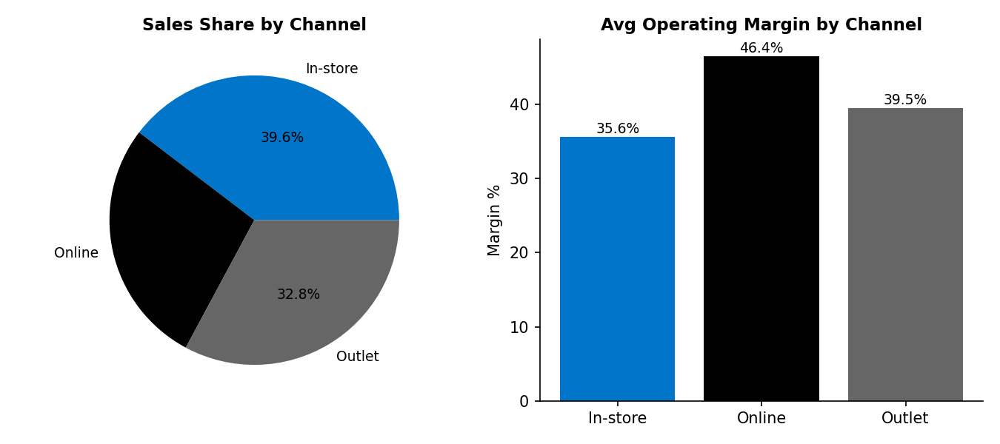 Sales Share by Channel
In-store
39.6%
Online
32.8%
Outlet
Avg Operating Margin by Channel
Margin %
40
30
20
10
0
35.6%
46.4%
39.5%
In-store
Online
Outlet